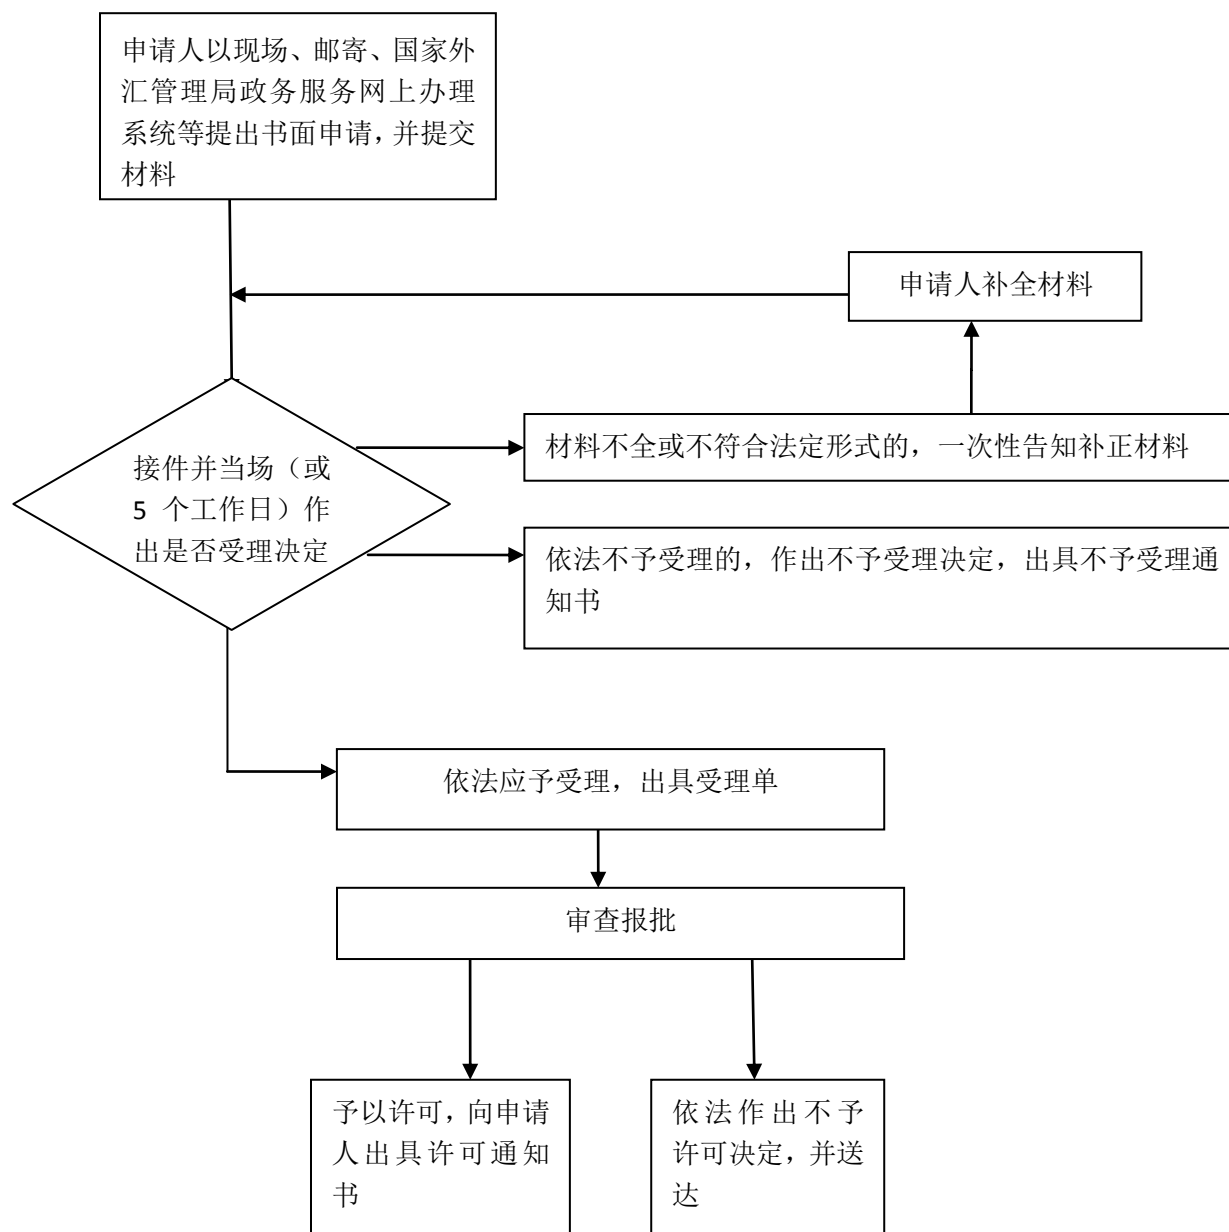 申请人以现场、邮寄、国家外
汇管理局政务服务网上办理
系统等提出书面申请，并提交
材料
申请人补全材料
材料不全或不符合法定形式的，一次性告知补正材料
接件并当场（或
5 个工作日）作
出是否受理决定
依法不予受理的，作出不予受理决定，出具不予受理通
知书
依法应予受理，出具受理单
审查报批
予以许可，向申请
人出具许可通知
书
依法作出不予
许可决定，并送
达